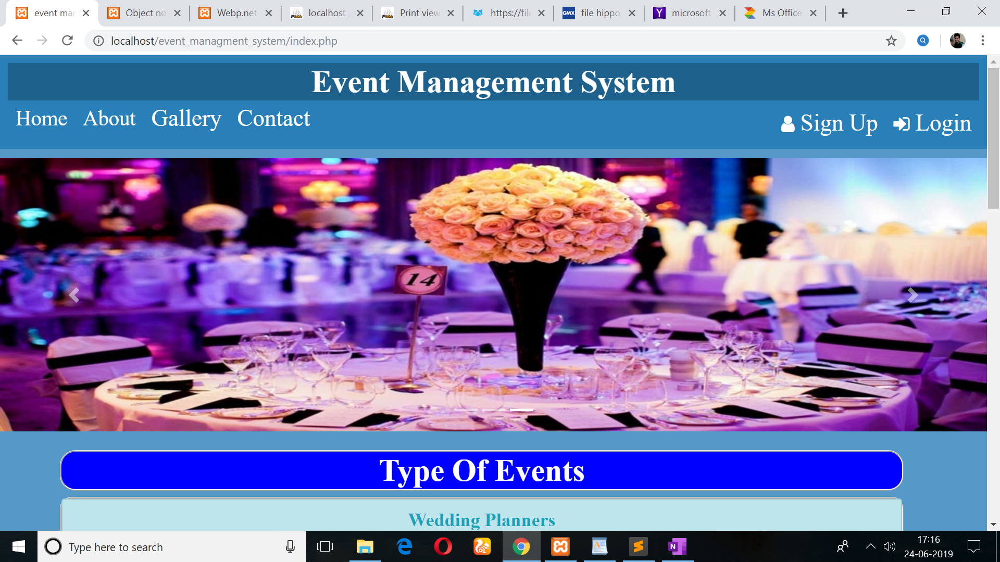 event mar
Object no
Webp.net
localhost /
Print view
https://file
GMX
file hippo
Y
microsoft
Ms Office
localhost/event_managment_system/index.php
Event Management System
Home About Gallery Contact
Sign Up Login
14
Type Of Events
Wedding Planners
Type here to search
17:16
24-06-2019